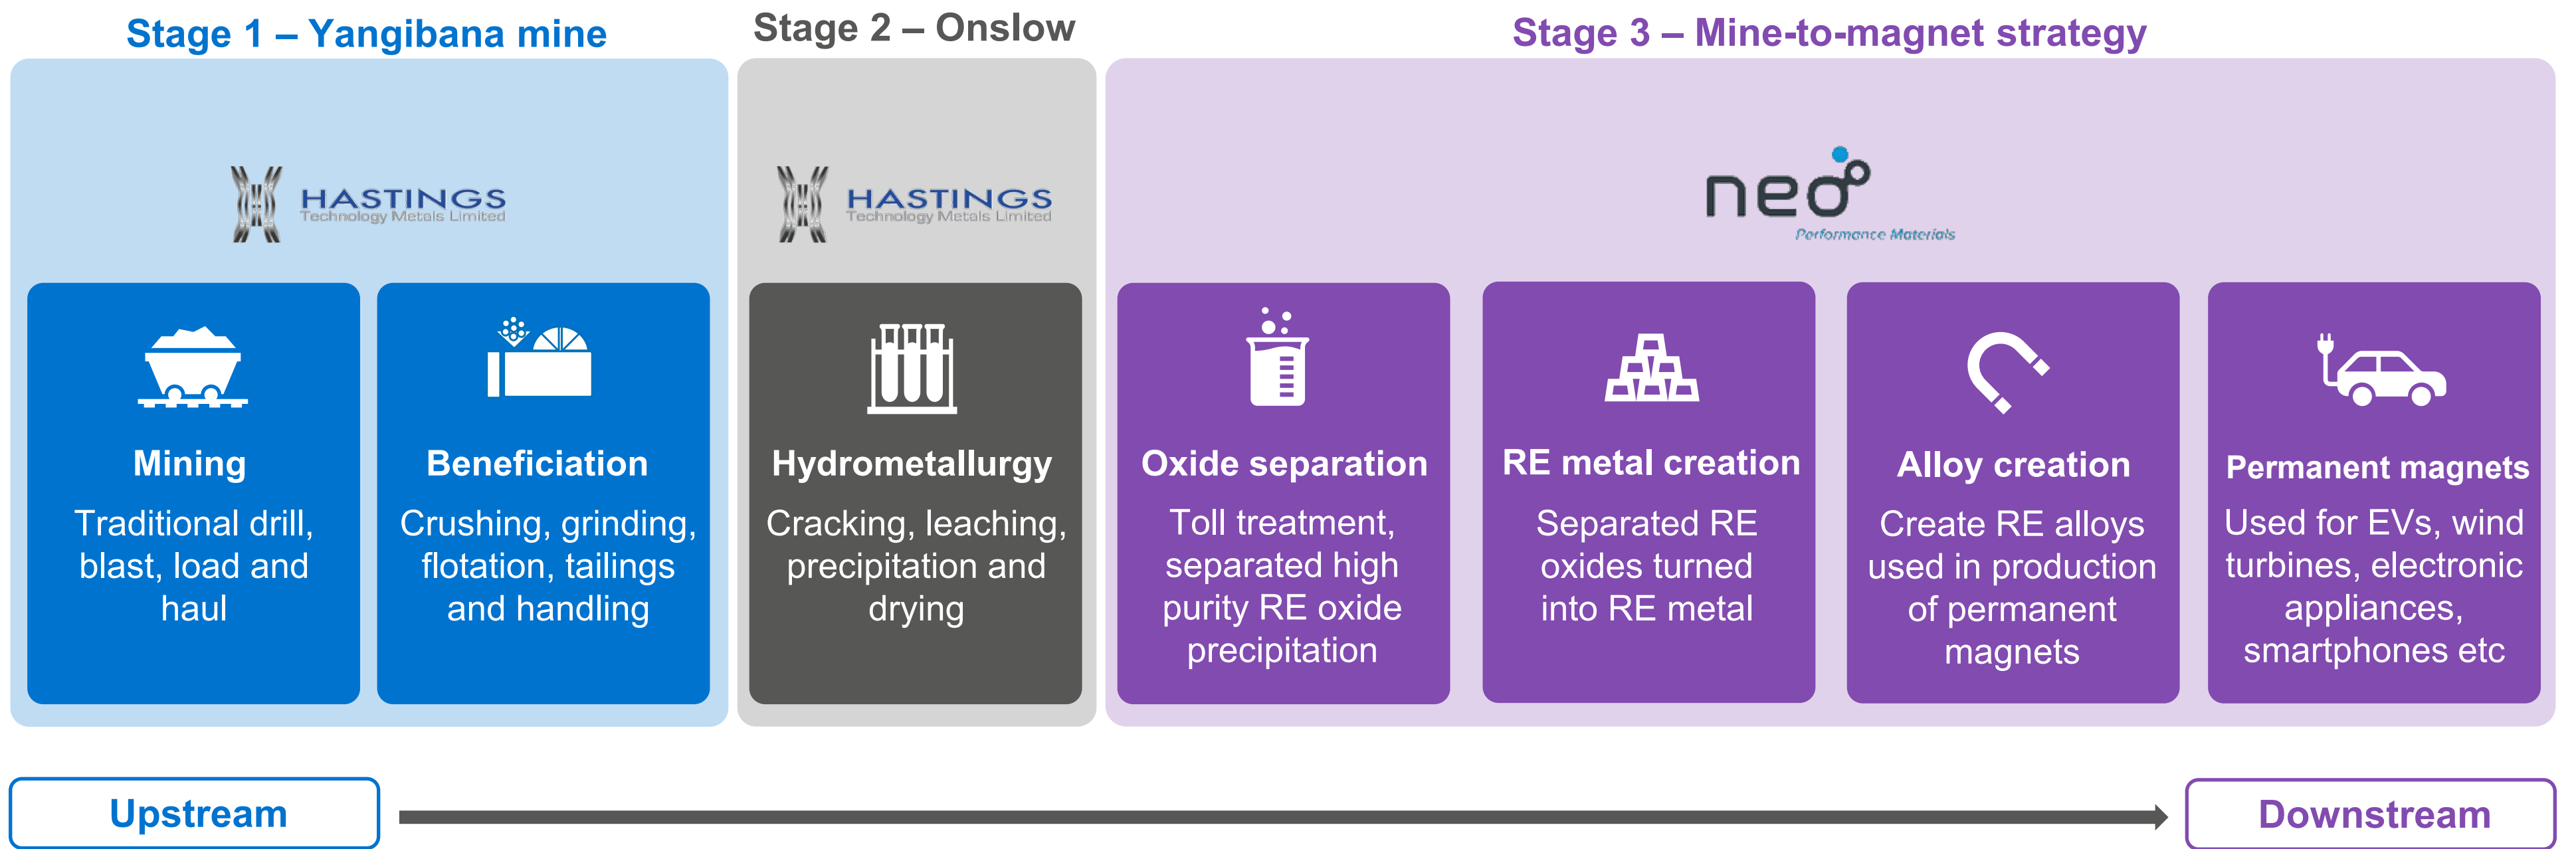 Stage 1 – Yangibana mine
Stage 2 – Onslow
Stage 3 – Mine-to-magnet strategy
HASTINGS
Technology Metals Limited
HASTINGS
Technology Metals Limited
neo
Performance Materials
Mining
Traditional drill,
blast, load and
haul
Beneficiation
Crushing, grinding,
flotation, tailings
and handling
Hydrometallurgy
Cracking, leaching,
precipitation and
drying
Oxide separation
Toll treatment,
separated high
purity RE oxide
precipitation
RE metal creation
Separated RE
oxides turned
into RE metal
Alloy creation
Create RE alloys
used in production
of permanent
magnets
Permanent magnets
Used for EVs, wind
turbines, electronic
appliances,
smartphones etc
Upstream
Downstream